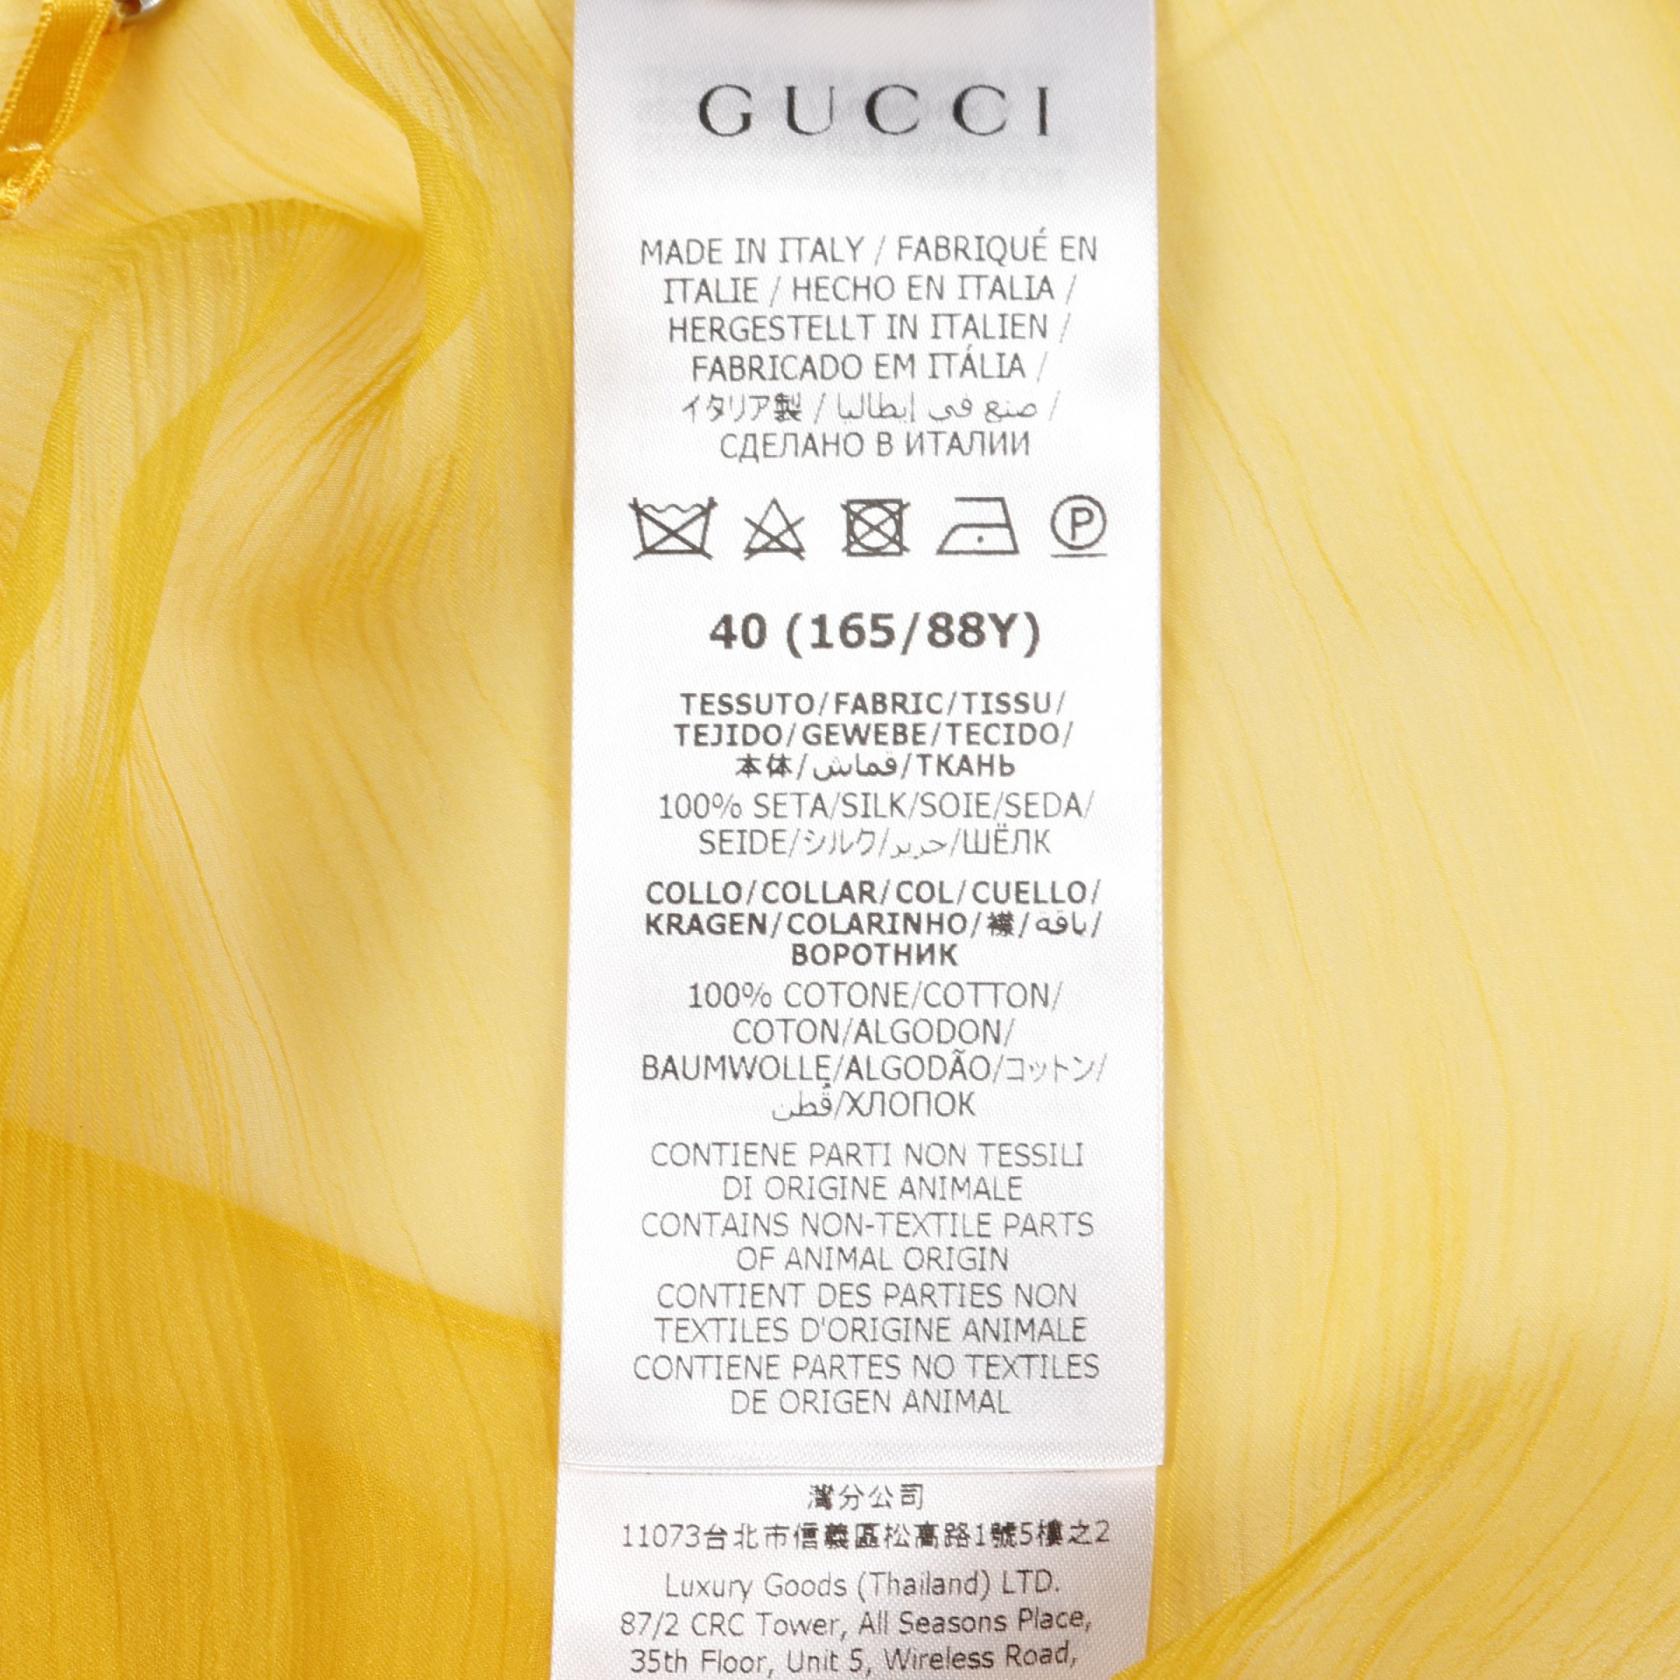 GUCCI
MADE IN ITALY / FABRIQUÉ EN
ITALIE / HECHO EN ITALIA /
HERGESTELLT IN ITALIEN /
FABRICADO EM ITÁLIA /
イタリア製 / صنع في إيطاليا /
СДЕЛАНО В ИТАЛИИ
P
40 (165/88Y)
TESSUTO/FABRIC/TISSU/
TEJIDO/GEWEBE/TECIDO/
本体/قماش/ТКАНЬ
100% SETA/SILK/SOIE/SEDA/
SEIDE/シルク/حرير/ШЁЛК
COLLO/COLLAR/COL/CUELLO/
KRAGEN/COLARINHO/襟/ياقة/
ВОРОТНИК
100% COTONE/COTTON/
COTON/ALGODON/
BAUMWOLLE/ALGODÃO/コットン/
قُطن/ХЛОПОК
CONTIENE PARTI NON TESSILI
DI ORIGINE ANIMALE
CONTAINS NON-TEXTILE PARTS
OF ANIMAL ORIGIN
CONTIENT DES PARTIES NON
TEXTILES D'ORIGINE ANIMALE
CONTIENE PARTES NO TEXTILES
DE ORIGEN ANIMAL
灣分公司
11073台北市信義區松高路1號5樓之2
Luxury Goods (Thailand) LTD.
87/2 CRC Tower, All Seasons Place,
35th Floor, Unit 5, Wireless Road,